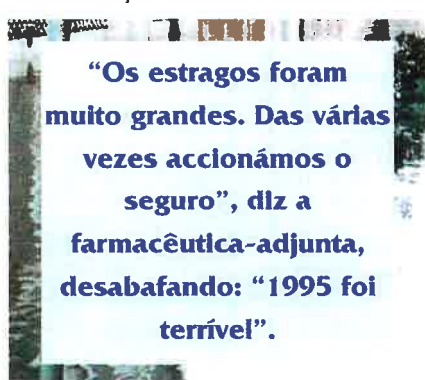 “Os estragos foram
muito grandes. Das várias
vezes accionámos o
seguro”, diz a
farmacêutica-adjunta,
desabafando: “1995 foi
terrível”.